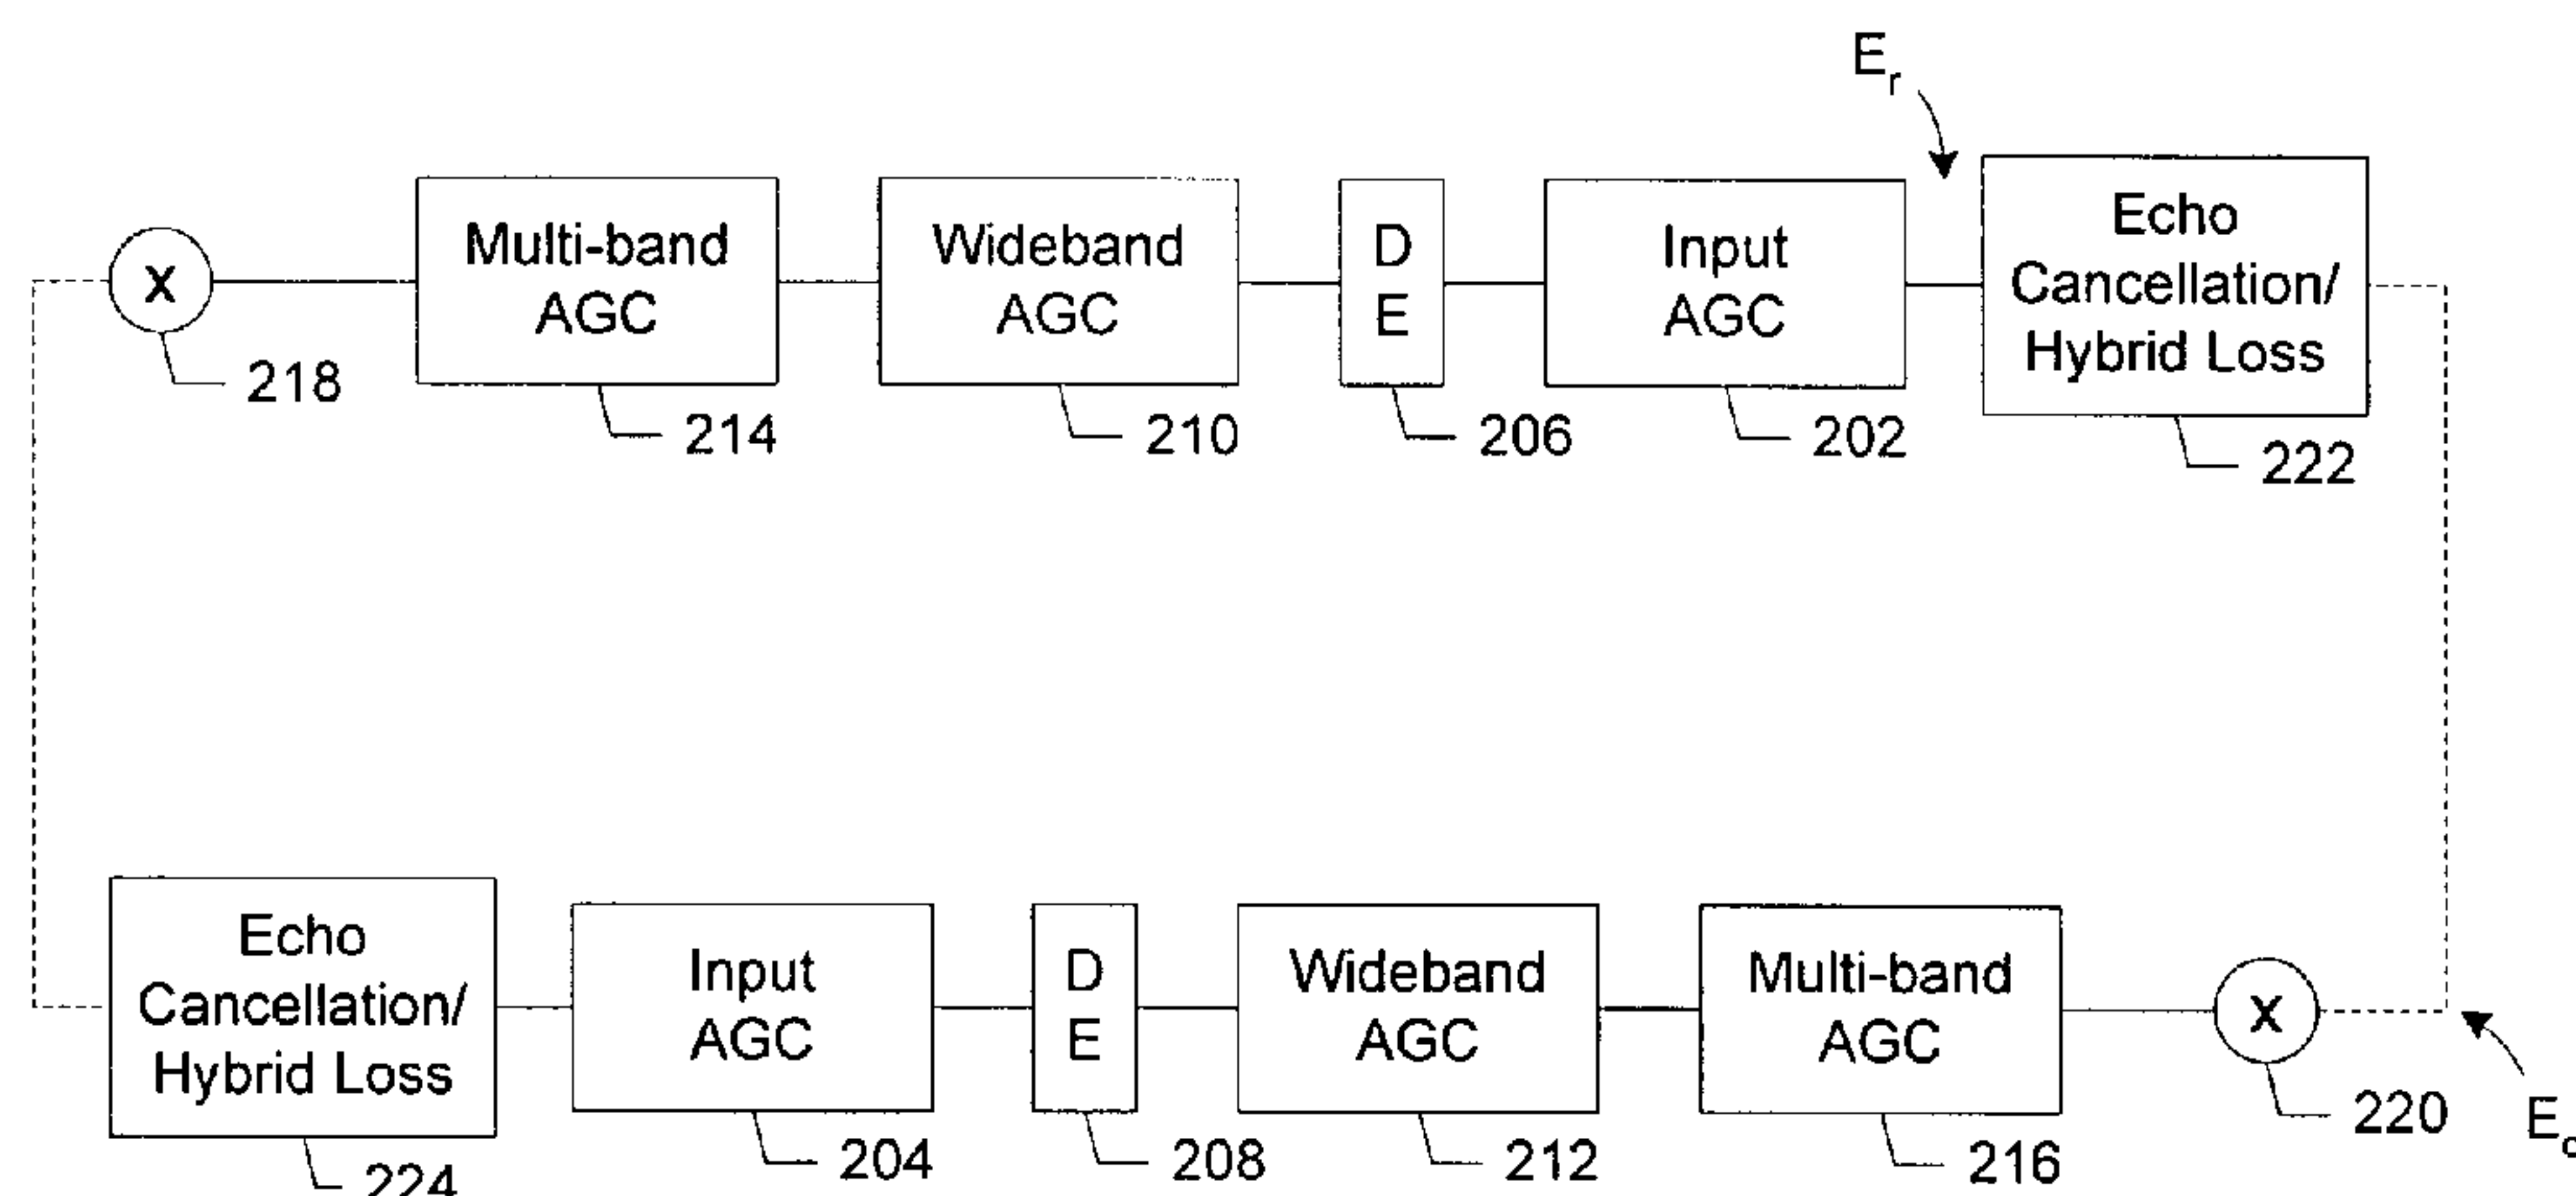 E_r
Multi-band
AGC
Wideband
AGC
D
E
Input
AGC
Echo
Cancellation/
Hybrid Loss
X
218
214
210
206
202
222
Echo
Cancellation/
Hybrid Loss
Input
AGC
D
E
Wideband
AGC
Multi-band
AGC
X
224
204
208
212
216
220
E